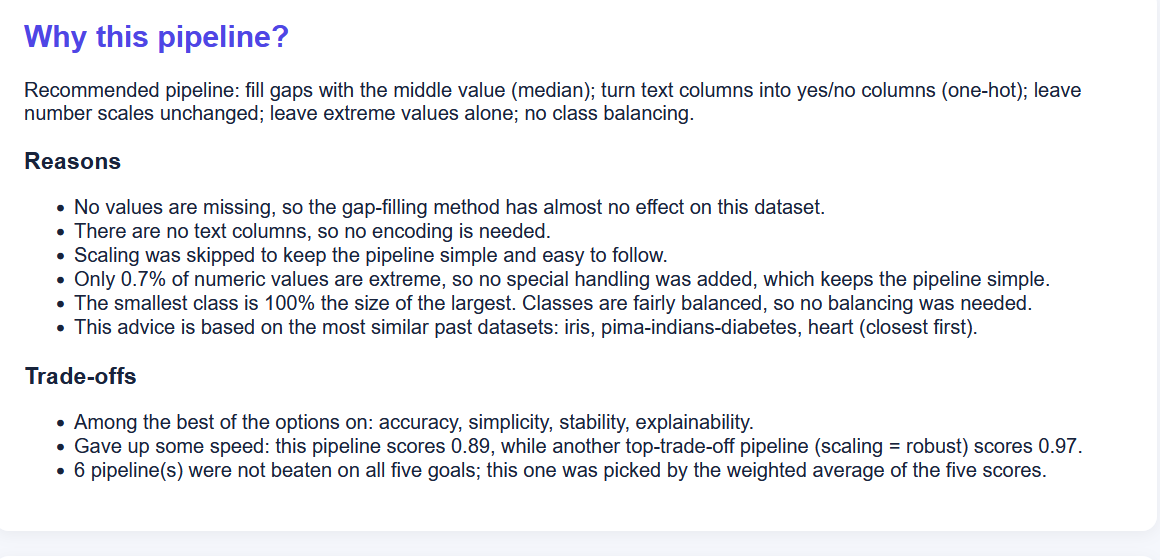 Why this pipeline?
Recommended pipeline: fill gaps with the middle value (median); turn text columns into yes/no columns (one-hot); leave
number scales unchanged; leave extreme values alone; no class balancing.
Reasons
• No values are missing, so the gap-filling method has almost no effect on this dataset.
• There are no text columns, so no encoding is needed.
• Scaling was skipped to keep the pipeline simple and easy to follow.
• Only 0.7% of numeric values are extreme, so no special handling was added, which keeps the pipeline simple.
• The smallest class is 100% the size of the largest. Classes are fairly balanced, so no balancing was needed.
• This advice is based on the most similar past datasets: iris, pima-indians-diabetes, heart (closest first).
Trade-offs
• Among the best of the options on: accuracy, simplicity, stability, explainability.
• Gave up some speed: this pipeline scores 0.89, while another top-trade-off pipeline (scaling = robust) scores 0.97.
• 6 pipeline(s) were not beaten on all five goals; this one was picked by the weighted average of the five scores.